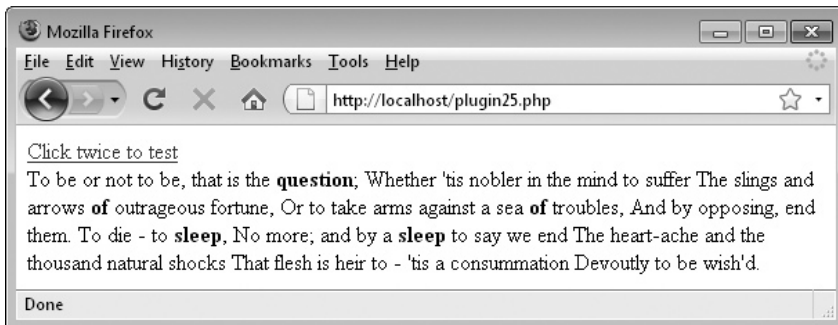 Mozilla Firefox
File Edit View History Bookmarks Tools Help
http://localhost/plugin25.php
Click twice to test
To be or not to be, that is the question; Whether 'tis nobler in the mind to suffer The slings and
arrows of outrageous fortune, Or to take arms against a sea of troubles, And by opposing, end
them. To die - to sleep, No more; and by a sleep to say we end The heart-ache and the
thousand natural shocks That flesh is heir to - 'tis a consummation Devoutly to be wish'd.
Done